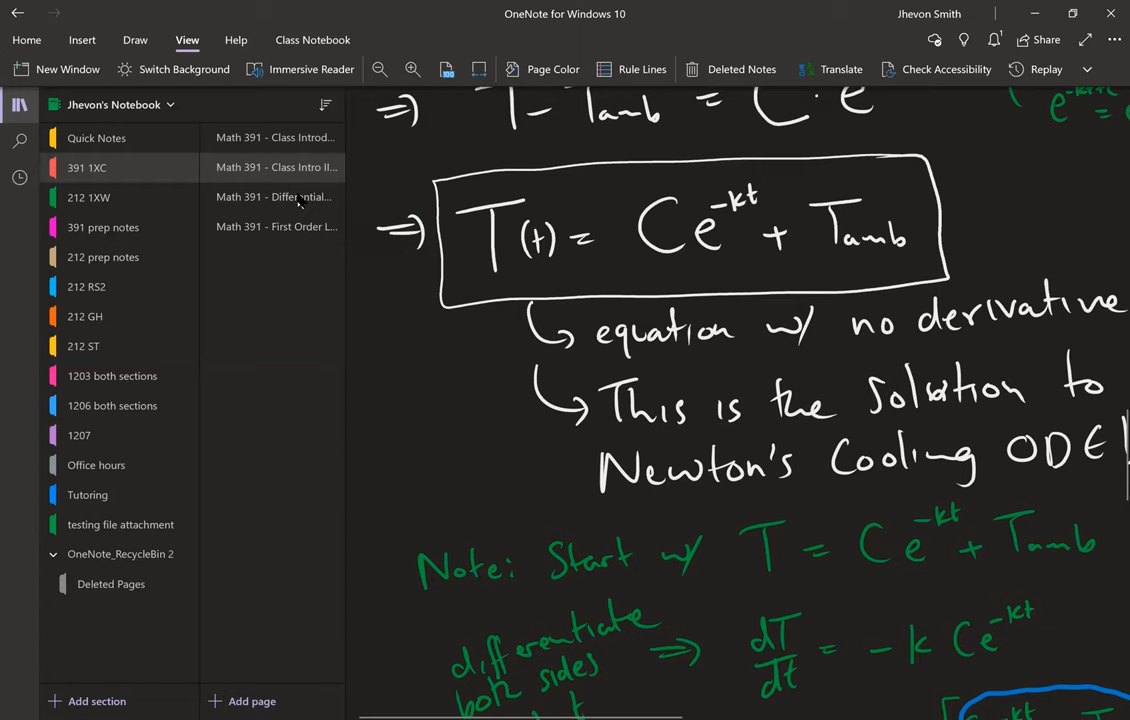 OneNote for Windows 10
Jhevon Smith
Home Insert Draw View Help Class Notebook
1 Share
New Window Switch Background Immersive Reader 100 Page Color Rule Lines Deleted Notes Translate Check Accessibility Replay
Jhevon's Notebook
Quick Notes
391 1XC
212 1XW
391 prep notes
212 prep notes
212 RS2
212 GH
212 ST
1203 both sections
1206 both sections
1207
Office hours
Tutoring
testing file attachment
OneNote_RecycleBin 2
Deleted Pages
Add section
Math 391 - Class Introd...
Math 391 - Class Intro II...
Math 391 - Differential...
Math 391 - First Order L...
Add page
⇒ T - Tamb = C · e
e^-kt+c =
⇒ T(t) = Ce^-kt + Tamb
↳ equation w/ no derivative
↳ This is the solution to
Newton's Cooling ODE!
Note: Start w/ T = Ce^-kt + Tamb
differentiate
both sides
⇒ dT/dt = -k Ce^-kt